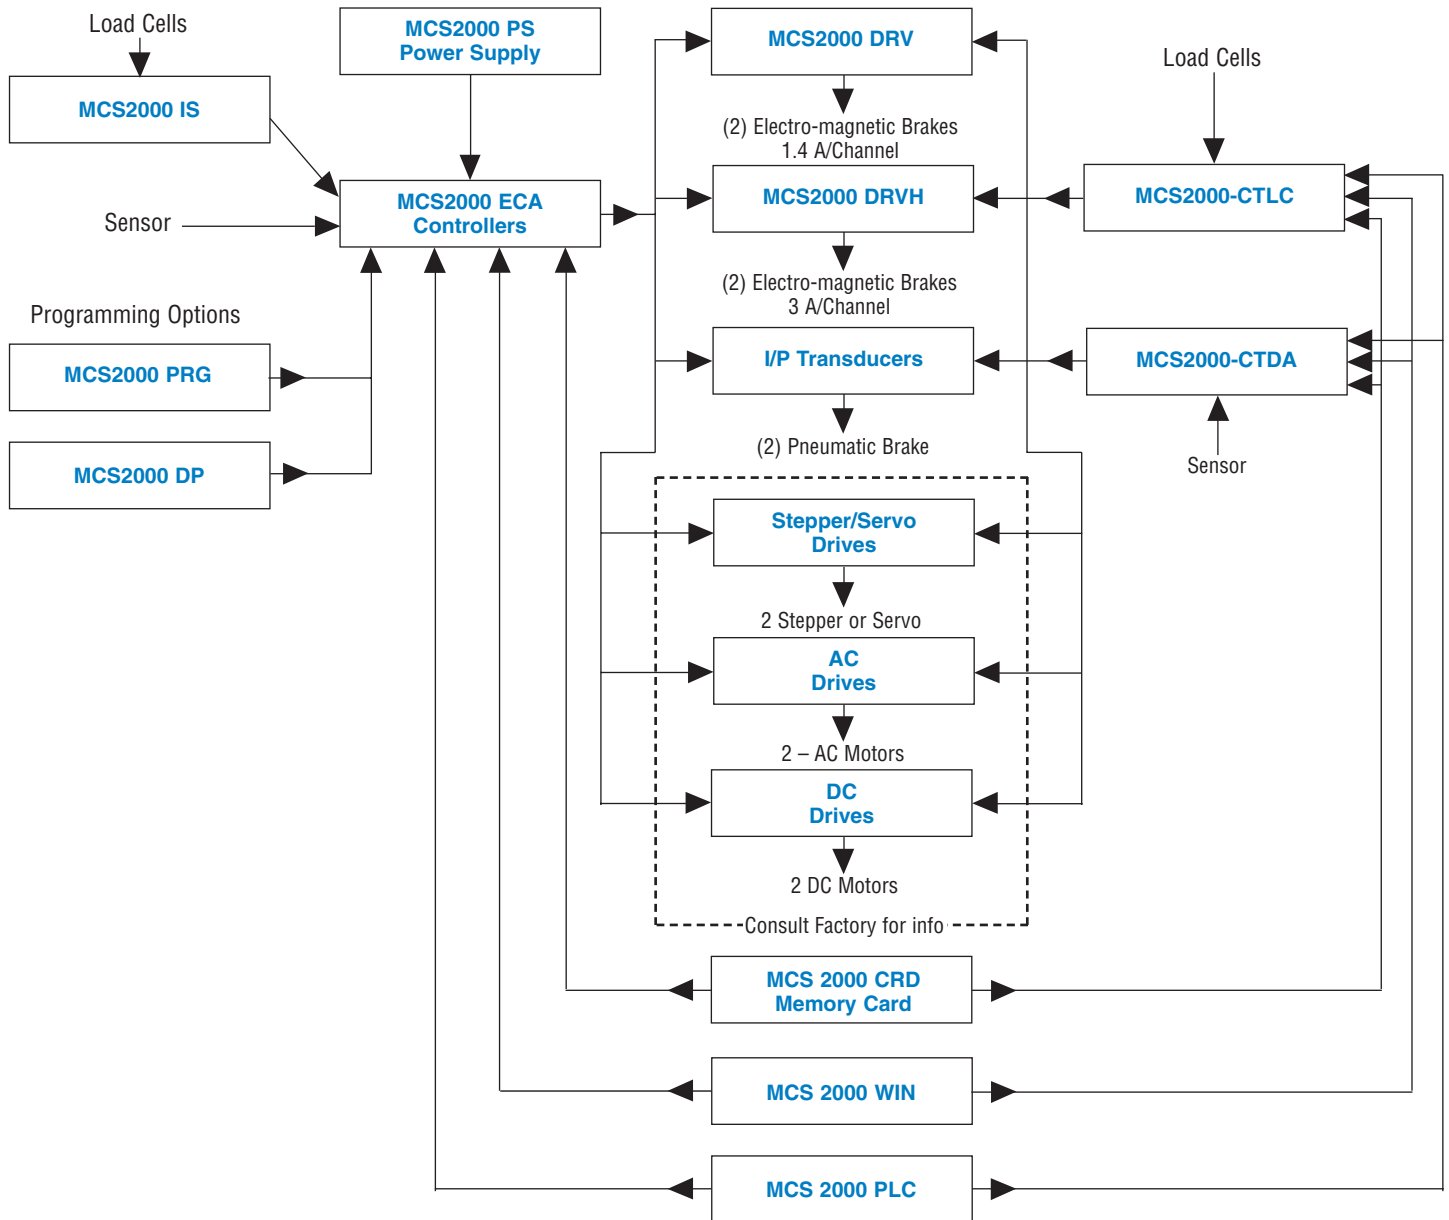 Load Cells
MCS2000 PS
Power Supply
MCS2000 DRV
Load Cells
MCS2000 IS
(2) Electro-magnetic Brakes
1.4 A/Channel
MCS2000 ECA
Controllers
MCS2000 DRVH
MCS2000-CTLC
Sensor
(2) Electro-magnetic Brakes
3 A/Channel
Programming Options
MCS2000 PRG
I/P Transducers
MCS2000-CTDA
(2) Pneumatic Brake
Sensor
MCS2000 DP
Stepper/Servo
Drives
2 Stepper or Servo
AC
Drives
2 – AC Motors
DC
Drives
2 DC Motors
Consult Factory for info
MCS 2000 CRD
Memory Card
MCS 2000 WIN
MCS 2000 PLC